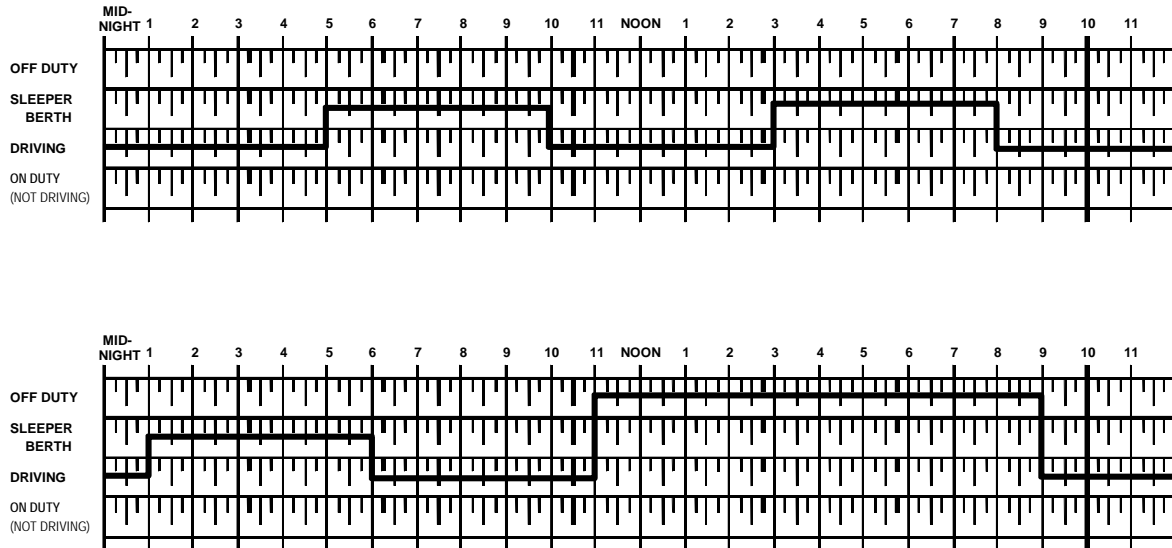 MID-
NIGHT 1 2 3 4 5 6 7 8 9 10 11 NOON 1 2 3 4 5 6 7 8 9 10 11
OFF DUTY
SLEEPER
BERTH
DRIVING
ON DUTY
(NOT DRIVING)
MID-
NIGHT 1 2 3 4 5 6 7 8 9 10 11 NOON 1 2 3 4 5 6 7 8 9 10 11
OFF DUTY
SLEEPER
BERTH
DRIVING
ON DUTY
(NOT DRIVING)